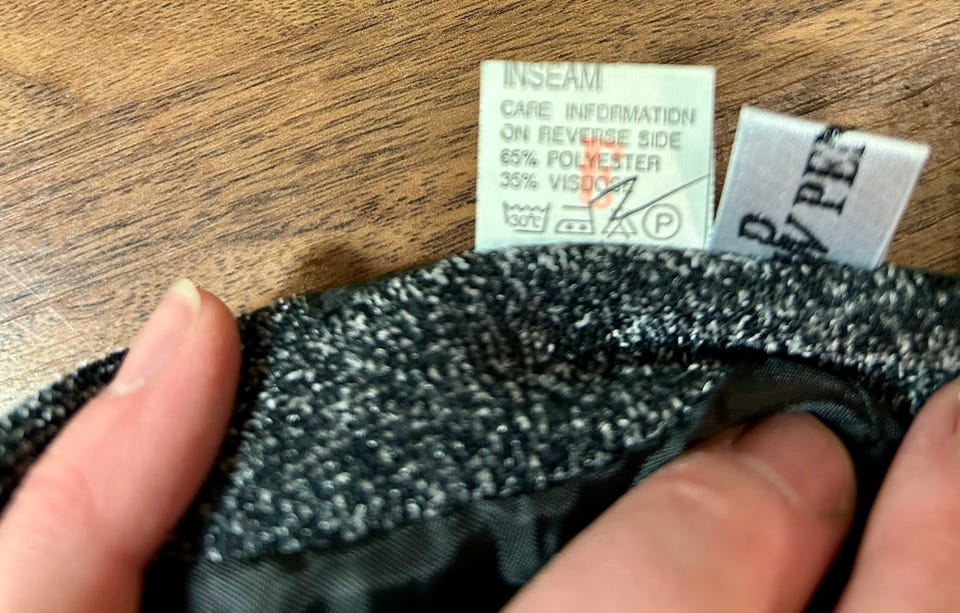 INSEAM
CARE INFORMATION
ON REVERSE SIDE
65% POLYESTER
35% VISCOSE
30°C
P